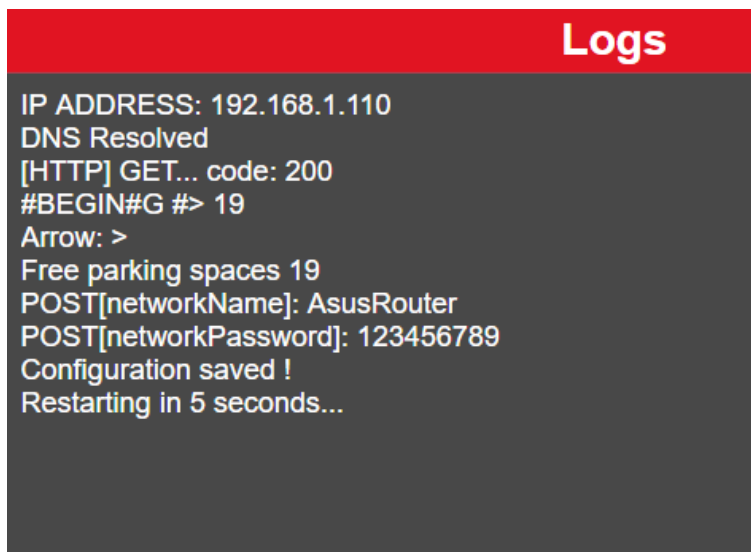 Logs
IP ADDRESS: 192.168.1.110
DNS Resolved
[HTTP] GET... code: 200
#BEGIN#G #> 19
Arrow: >
Free parking spaces 19
POST[networkName]: AsusRouter
POST[networkPassword]: 123456789
Configuration saved !
Restarting in 5 seconds...